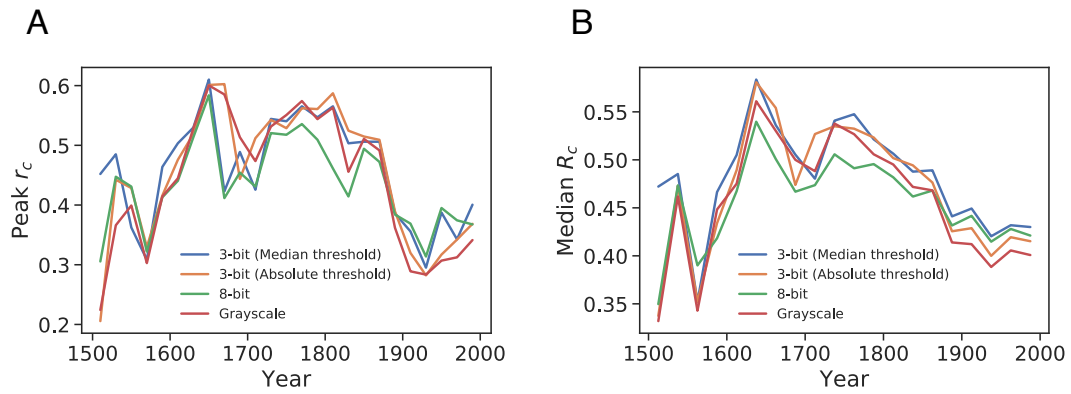 A
B
Peak r_c
0.6
0.5
0.4
0.3
0.2
3-bit (Median threshold)
3-bit (Absolute threshold)
8-bit
Grayscale
1500 1600 1700 1800 1900 2000
Year
Median R_c
0.55
0.50
0.45
0.40
0.35
3-bit (Median threshold)
3-bit (Absolute threshold)
8-bit
Grayscale
1500 1600 1700 1800 1900 2000
Year